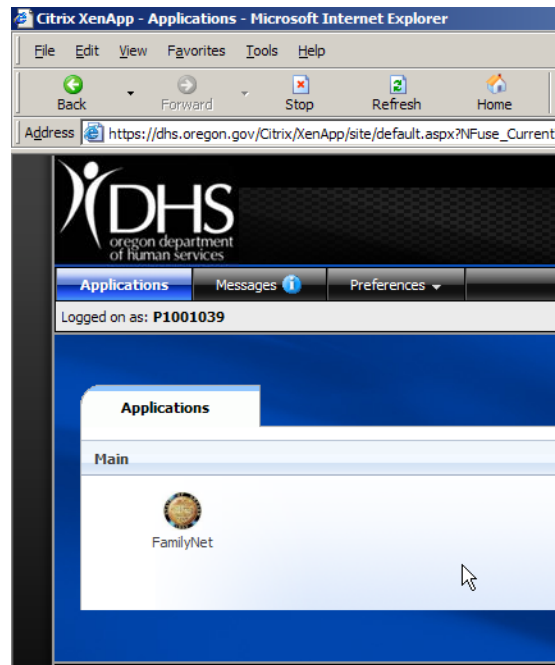 Citrix XenApp - Applications - Microsoft Internet Explorer
File Edit View Favorites Tools Help
Back Forward Stop Refresh Home
Address https://dhs.oregon.gov/Citrix/XenApp/site/default.aspx?NFuse_Current
DHS
oregon department
of human services
Applications Messages Preferences
Logged on as: P1001039
Applications
Main
FamilyNet